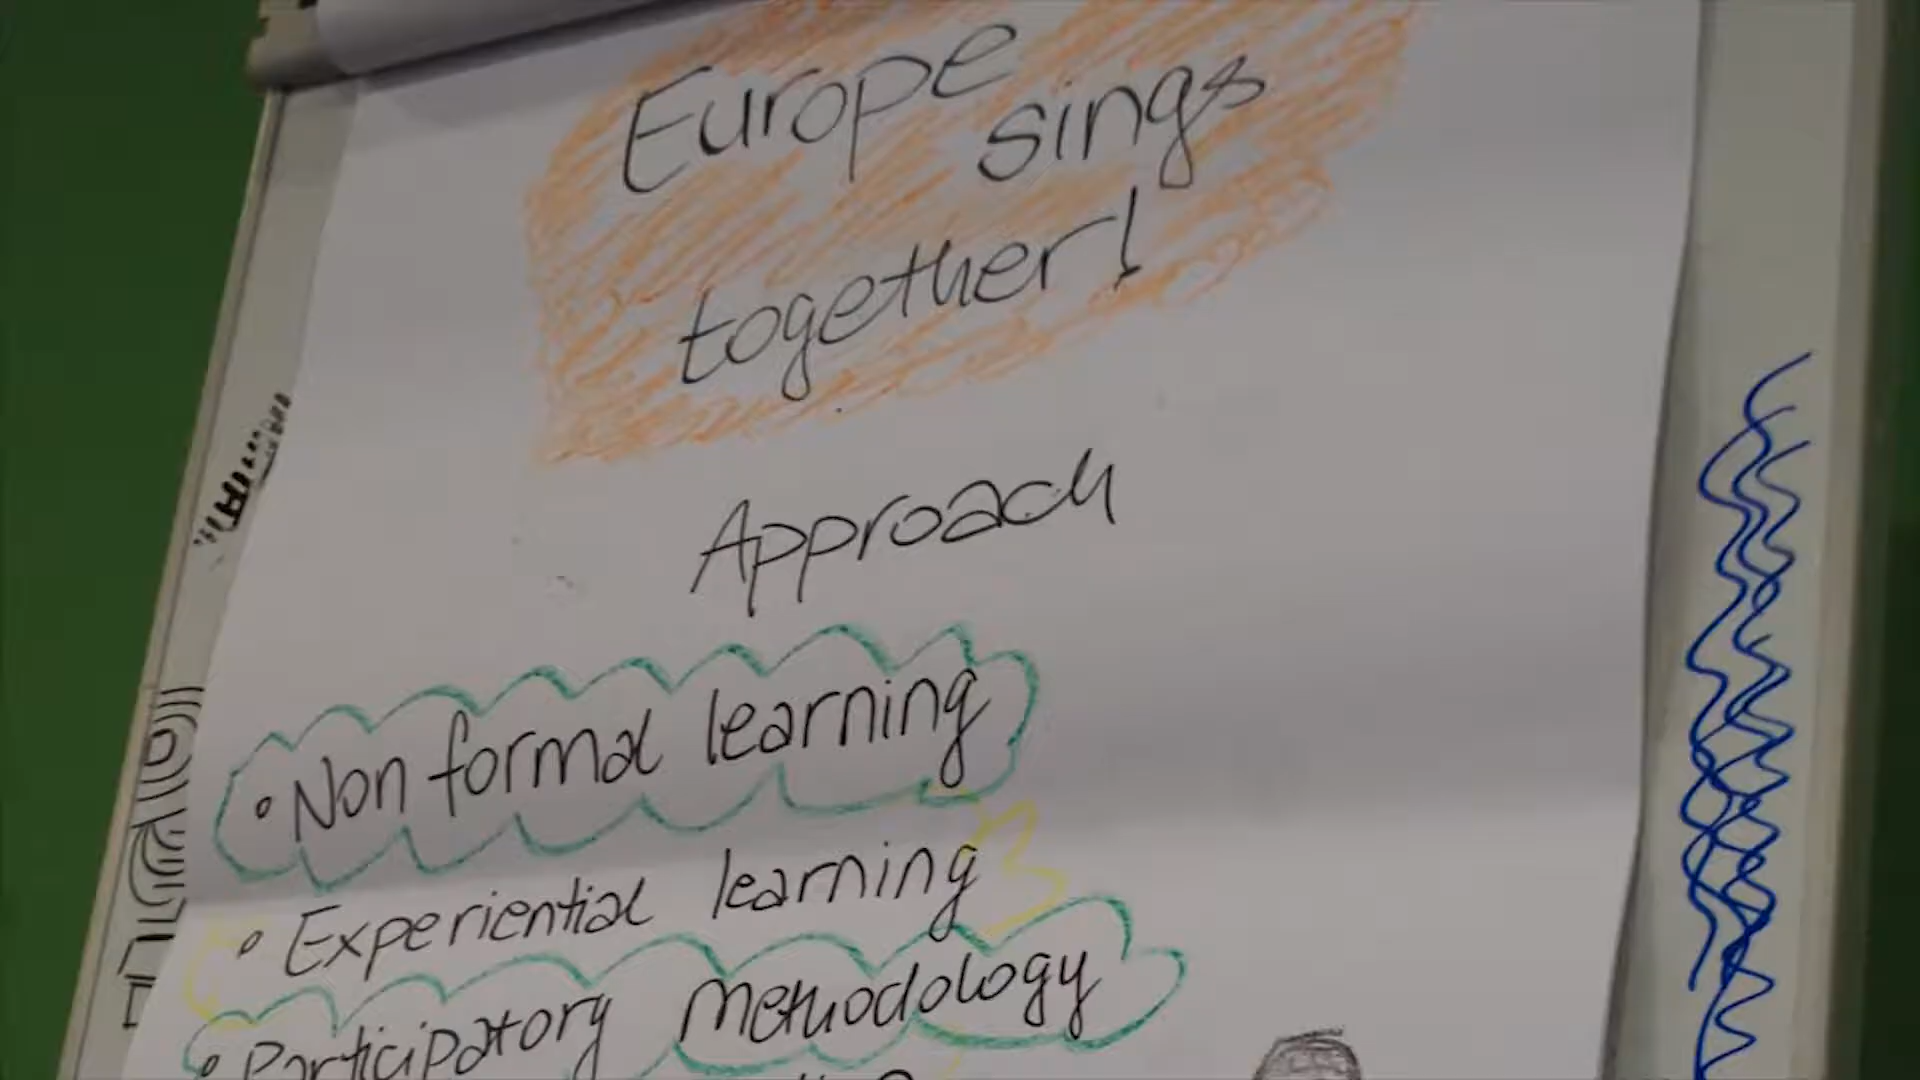 Europe
sings
together!
Approach
• Non formal learning
• Experiential learning
• Participatory Methodology